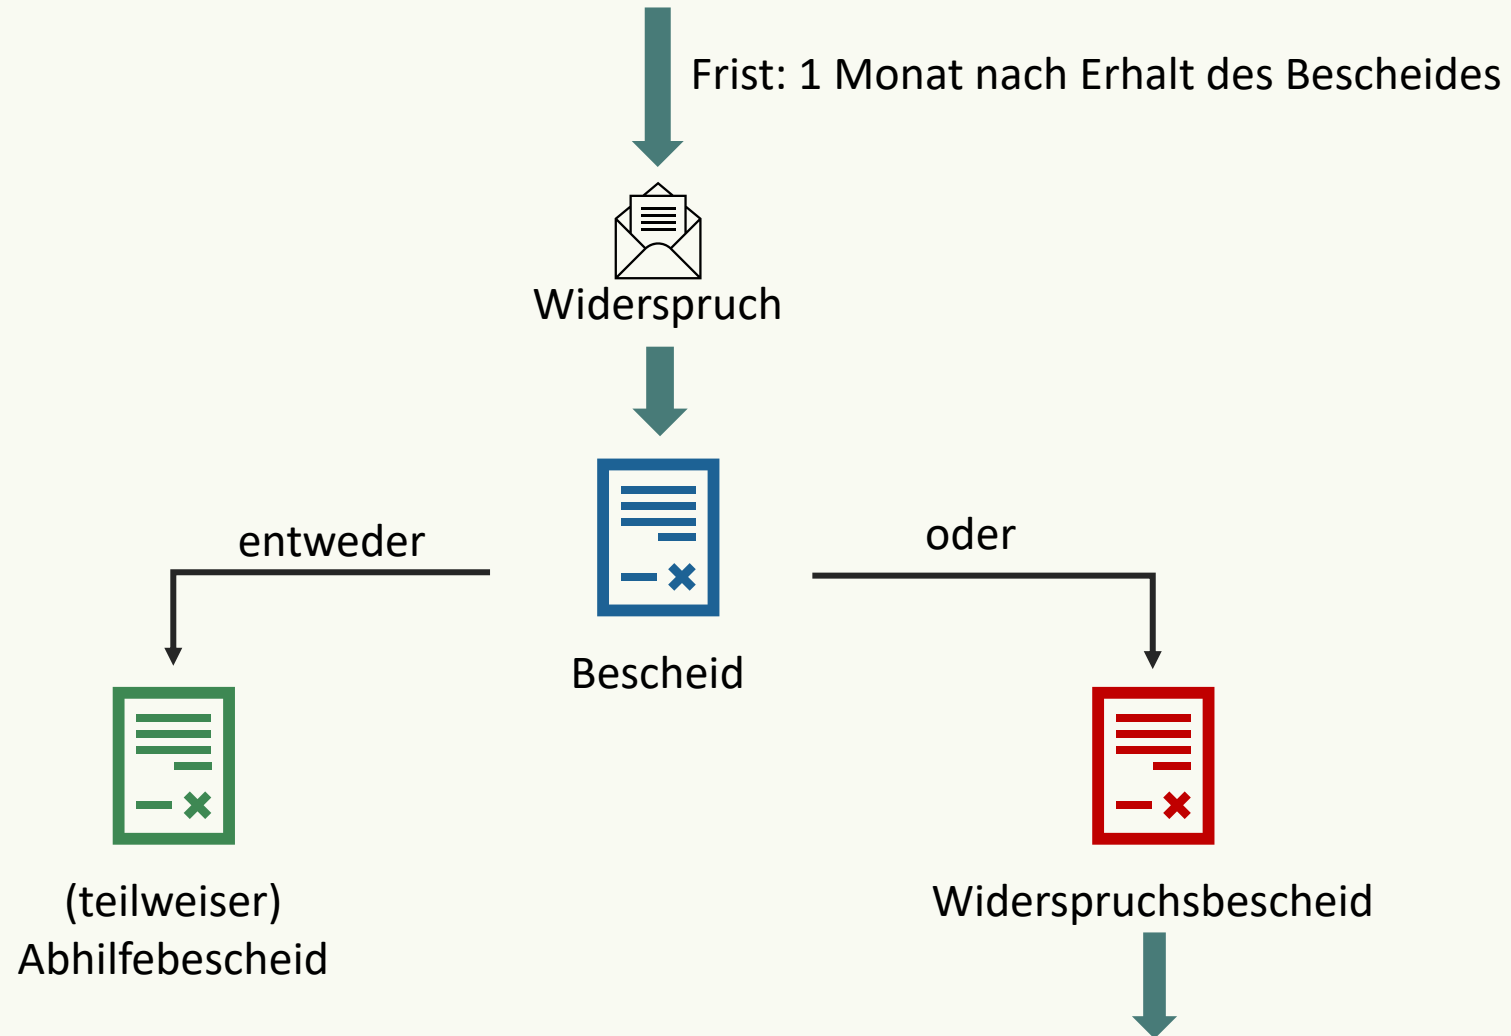 Frist: 1 Monat nach Erhalt des Bescheides
Widerspruch
entweder
oder
Bescheid
(teilweiser)
Abhilfebescheid
Widerspruchsbescheid